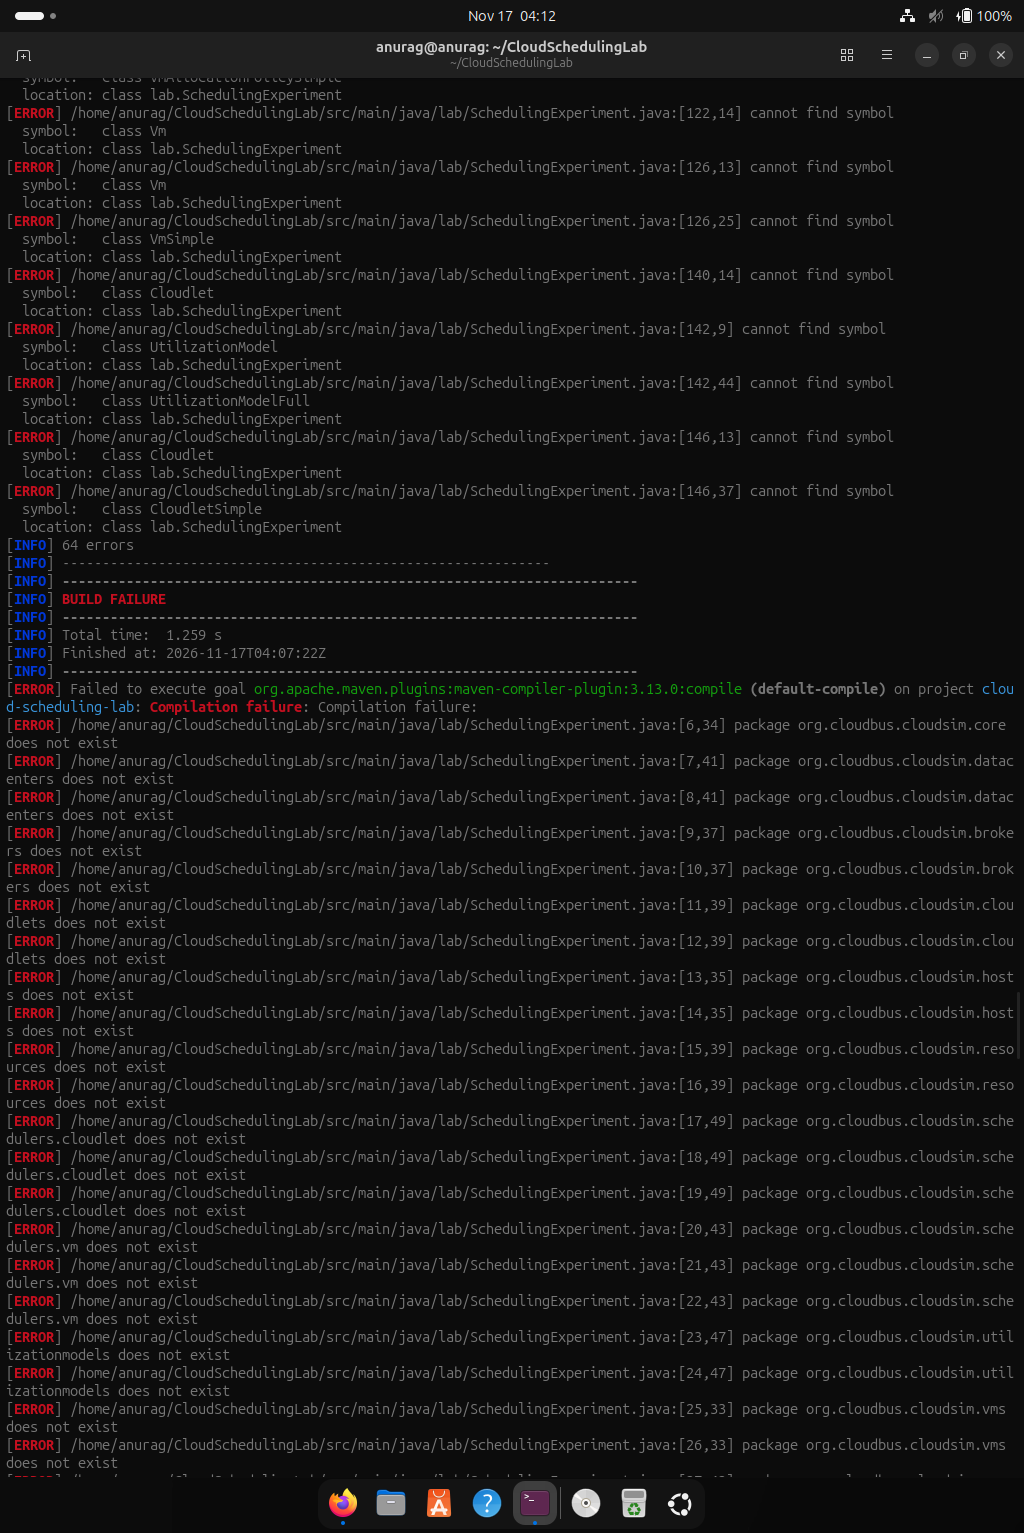 Nov 17  04:12
100%
anurag@anurag: ~/CloudSchedulingLab
~/CloudSchedulingLab
  symbol:   class VmAllocationPolicySimple
  location: class lab.SchedulingExperiment
[ERROR] /home/anurag/CloudSchedulingLab/src/main/java/lab/SchedulingExperiment.java:[122,14] cannot find symbol
  symbol:   class Vm
  location: class lab.SchedulingExperiment
[ERROR] /home/anurag/CloudSchedulingLab/src/main/java/lab/SchedulingExperiment.java:[126,13] cannot find symbol
  symbol:   class Vm
  location: class lab.SchedulingExperiment
[ERROR] /home/anurag/CloudSchedulingLab/src/main/java/lab/SchedulingExperiment.java:[126,25] cannot find symbol
  symbol:   class VmSimple
  location: class lab.SchedulingExperiment
[ERROR] /home/anurag/CloudSchedulingLab/src/main/java/lab/SchedulingExperiment.java:[140,14] cannot find symbol
  symbol:   class Cloudlet
  location: class lab.SchedulingExperiment
[ERROR] /home/anurag/CloudSchedulingLab/src/main/java/lab/SchedulingExperiment.java:[142,9] cannot find symbol
  symbol:   class UtilizationModel
  location: class lab.SchedulingExperiment
[ERROR] /home/anurag/CloudSchedulingLab/src/main/java/lab/SchedulingExperiment.java:[142,44] cannot find symbol
  symbol:   class UtilizationModelFull
  location: class lab.SchedulingExperiment
[ERROR] /home/anurag/CloudSchedulingLab/src/main/java/lab/SchedulingExperiment.java:[146,13] cannot find symbol
  symbol:   class Cloudlet
  location: class lab.SchedulingExperiment
[ERROR] /home/anurag/CloudSchedulingLab/src/main/java/lab/SchedulingExperiment.java:[146,37] cannot find symbol
  symbol:   class CloudletSimple
  location: class lab.SchedulingExperiment
[INFO] 64 errors
[INFO] -------------------------------------------------------------
[INFO] ------------------------------------------------------------------------
[INFO] BUILD FAILURE
[INFO] ------------------------------------------------------------------------
[INFO] Total time:  1.259 s
[INFO] Finished at: 2026-11-17T04:07:22Z
[INFO] ------------------------------------------------------------------------
[ERROR] Failed to execute goal org.apache.maven.plugins:maven-compiler-plugin:3.13.0:compile (default-compile) on project clou
d-scheduling-lab: Compilation failure: Compilation failure:
[ERROR] /home/anurag/CloudSchedulingLab/src/main/java/lab/SchedulingExperiment.java:[6,34] package org.cloudbus.cloudsim.core
does not exist
[ERROR] /home/anurag/CloudSchedulingLab/src/main/java/lab/SchedulingExperiment.java:[7,41] package org.cloudbus.cloudsim.datac
enters does not exist
[ERROR] /home/anurag/CloudSchedulingLab/src/main/java/lab/SchedulingExperiment.java:[8,41] package org.cloudbus.cloudsim.datac
enters does not exist
[ERROR] /home/anurag/CloudSchedulingLab/src/main/java/lab/SchedulingExperiment.java:[9,37] package org.cloudbus.cloudsim.broke
rs does not exist
[ERROR] /home/anurag/CloudSchedulingLab/src/main/java/lab/SchedulingExperiment.java:[10,37] package org.cloudbus.cloudsim.brok
ers does not exist
[ERROR] /home/anurag/CloudSchedulingLab/src/main/java/lab/SchedulingExperiment.java:[11,39] package org.cloudbus.cloudsim.clou
dlets does not exist
[ERROR] /home/anurag/CloudSchedulingLab/src/main/java/lab/SchedulingExperiment.java:[12,39] package org.cloudbus.cloudsim.clou
dlets does not exist
[ERROR] /home/anurag/CloudSchedulingLab/src/main/java/lab/SchedulingExperiment.java:[13,35] package org.cloudbus.cloudsim.host
s does not exist
[ERROR] /home/anurag/CloudSchedulingLab/src/main/java/lab/SchedulingExperiment.java:[14,35] package org.cloudbus.cloudsim.host
s does not exist
[ERROR] /home/anurag/CloudSchedulingLab/src/main/java/lab/SchedulingExperiment.java:[15,39] package org.cloudbus.cloudsim.reso
urces does not exist
[ERROR] /home/anurag/CloudSchedulingLab/src/main/java/lab/SchedulingExperiment.java:[16,39] package org.cloudbus.cloudsim.reso
urces does not exist
[ERROR] /home/anurag/CloudSchedulingLab/src/main/java/lab/SchedulingExperiment.java:[17,49] package org.cloudbus.cloudsim.sche
dulers.cloudlet does not exist
[ERROR] /home/anurag/CloudSchedulingLab/src/main/java/lab/SchedulingExperiment.java:[18,49] package org.cloudbus.cloudsim.sche
dulers.cloudlet does not exist
[ERROR] /home/anurag/CloudSchedulingLab/src/main/java/lab/SchedulingExperiment.java:[19,49] package org.cloudbus.cloudsim.sche
dulers.cloudlet does not exist
[ERROR] /home/anurag/CloudSchedulingLab/src/main/java/lab/SchedulingExperiment.java:[20,43] package org.cloudbus.cloudsim.sche
dulers.vm does not exist
[ERROR] /home/anurag/CloudSchedulingLab/src/main/java/lab/SchedulingExperiment.java:[21,43] package org.cloudbus.cloudsim.sche
dulers.vm does not exist
[ERROR] /home/anurag/CloudSchedulingLab/src/main/java/lab/SchedulingExperiment.java:[22,43] package org.cloudbus.cloudsim.sche
dulers.vm does not exist
[ERROR] /home/anurag/CloudSchedulingLab/src/main/java/lab/SchedulingExperiment.java:[23,47] package org.cloudbus.cloudsim.util
izationmodels does not exist
[ERROR] /home/anurag/CloudSchedulingLab/src/main/java/lab/SchedulingExperiment.java:[24,47] package org.cloudbus.cloudsim.util
izationmodels does not exist
[ERROR] /home/anurag/CloudSchedulingLab/src/main/java/lab/SchedulingExperiment.java:[25,33] package org.cloudbus.cloudsim.vms
does not exist
[ERROR] /home/anurag/CloudSchedulingLab/src/main/java/lab/SchedulingExperiment.java:[26,33] package org.cloudbus.cloudsim.vms
does not exist